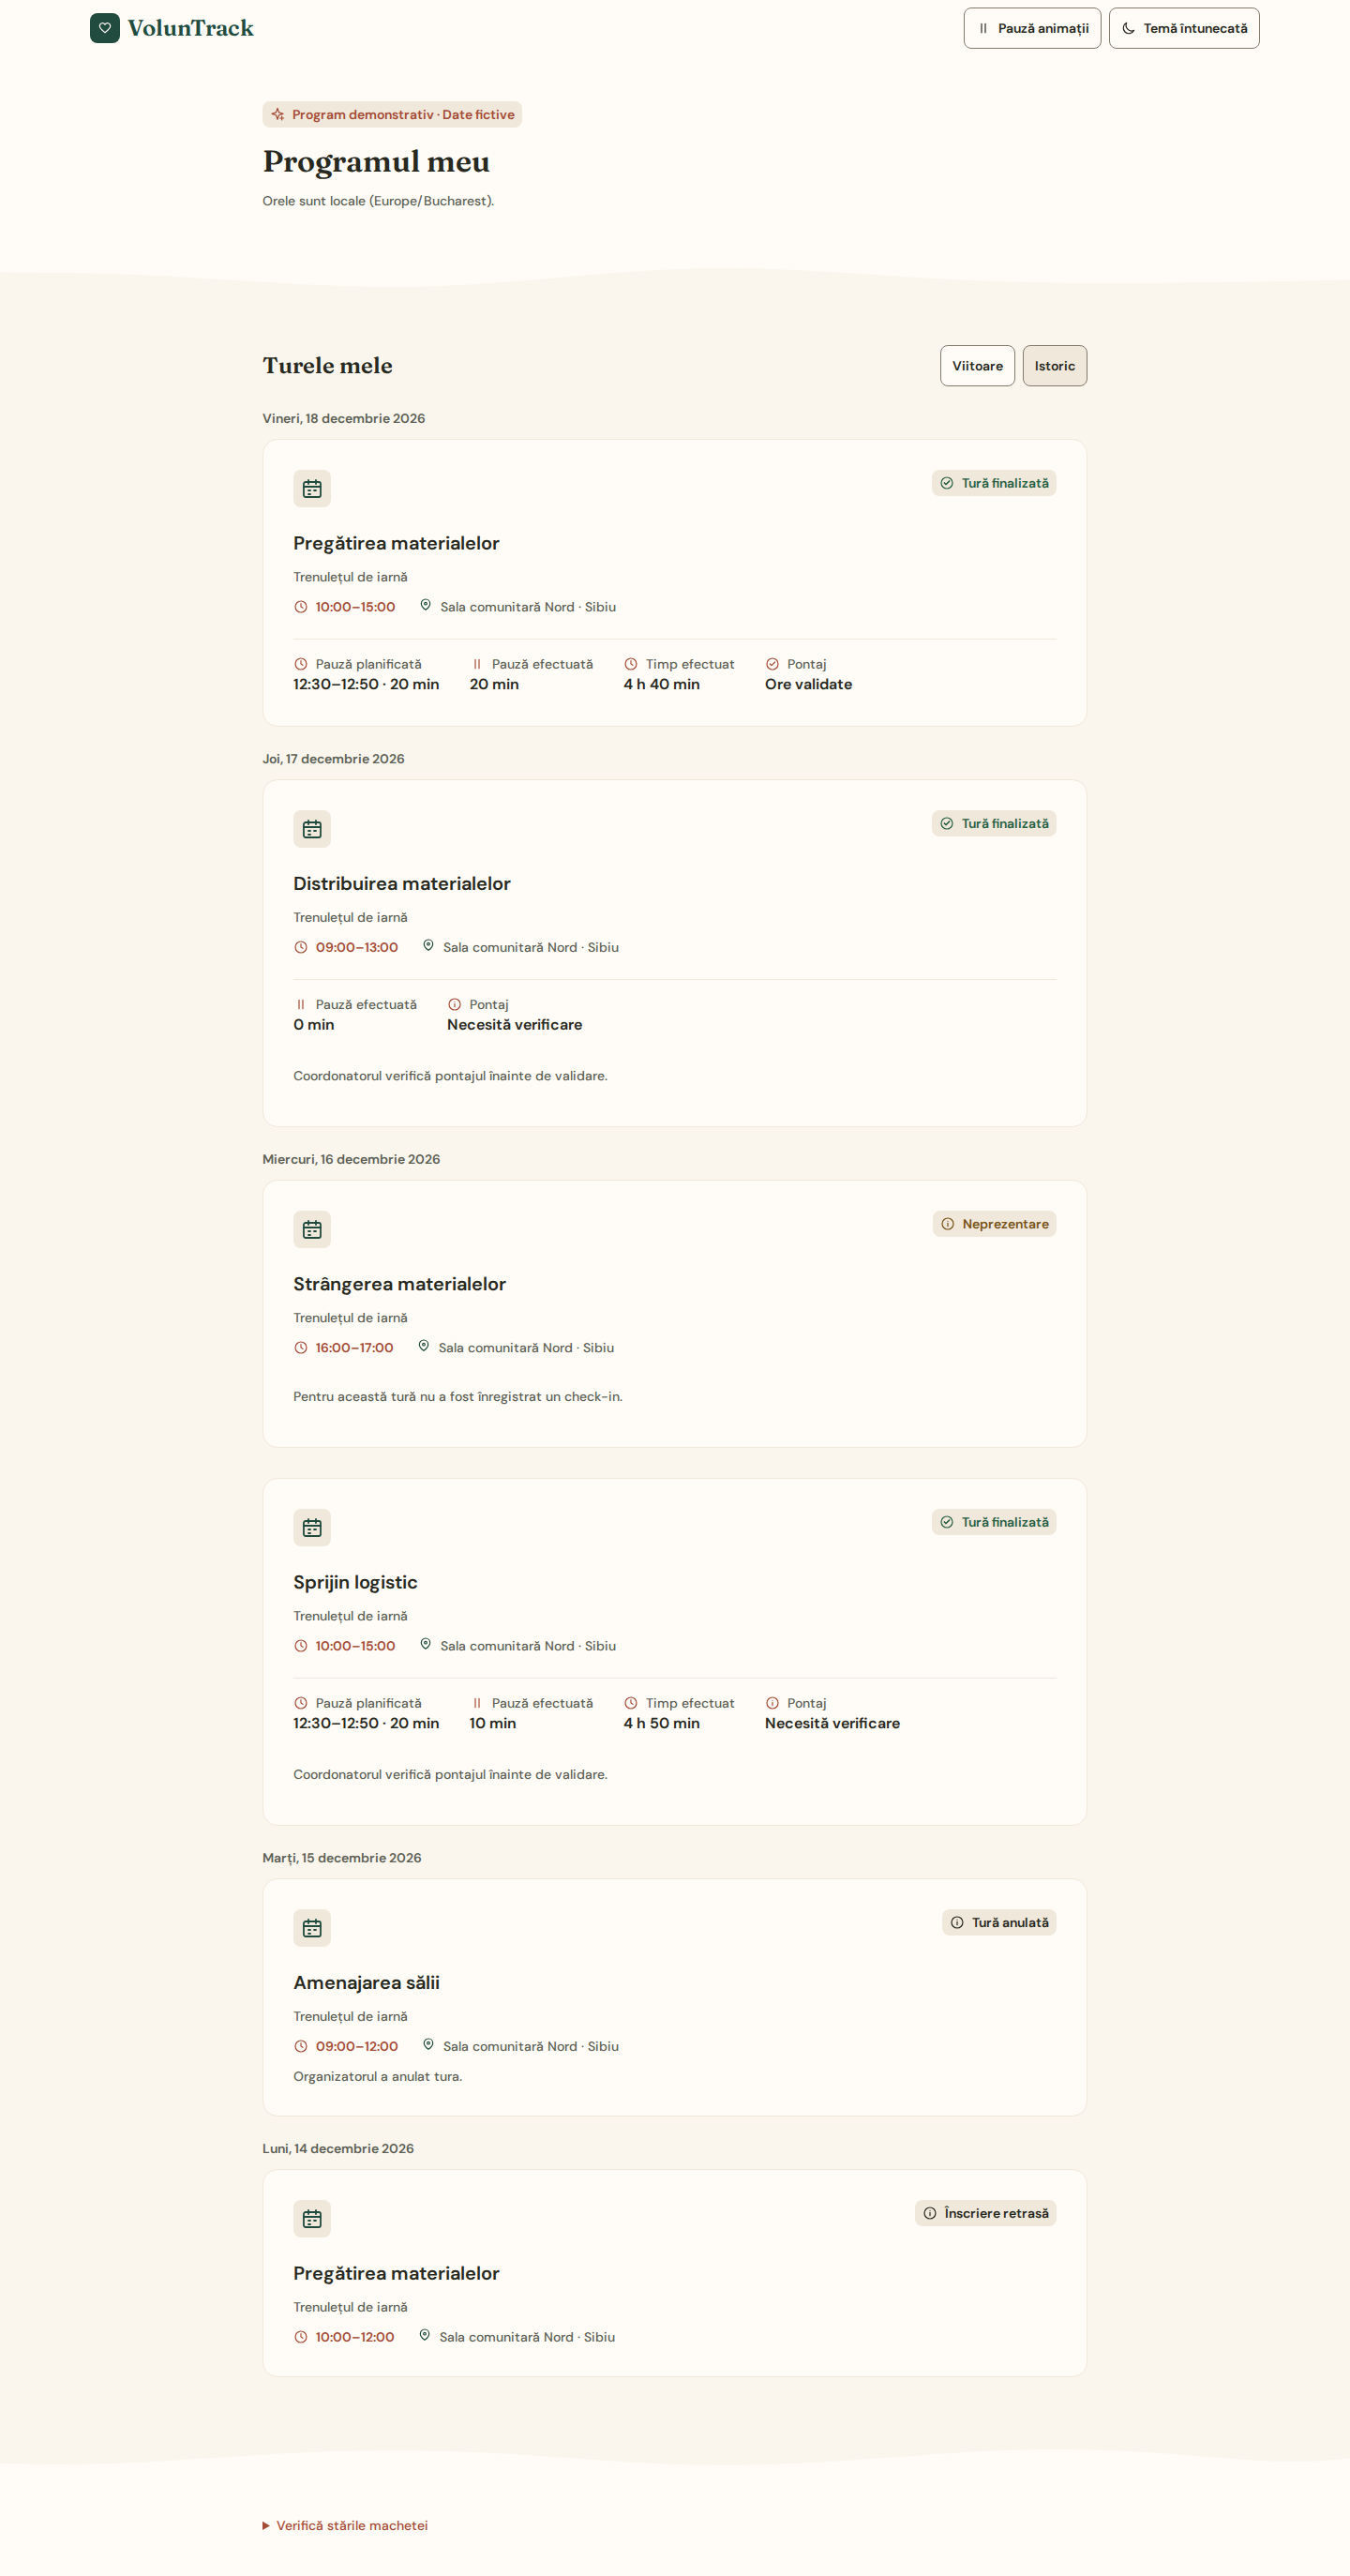 VolunTrack
Pauză animații
Temă întunecată
Program demonstrativ · Date fictive
Programul meu
Orele sunt locale (Europe/Bucharest).
Turele mele
Viitoare
Istoric
Vineri, 18 decembrie 2026
Tură finalizată
Pregătirea materialelor
Trenulețul de iarnă
10:00–15:00 Sala comunitară Nord · Sibiu
Pauză planificată Pauză efectuată Timp efectuat Pontaj
12:30–12:50 · 20 min 20 min 4 h 40 min Ore validate
Joi, 17 decembrie 2026
Tură finalizată
Distribuirea materialelor
Trenulețul de iarnă
09:00–13:00 Sala comunitară Nord · Sibiu
Pauză efectuată Pontaj
0 min Necesită verificare
Coordonatorul verifică pontajul înainte de validare.
Miercuri, 16 decembrie 2026
Neprezentare
Strângerea materialelor
Trenulețul de iarnă
16:00–17:00 Sala comunitară Nord · Sibiu
Pentru această tură nu a fost înregistrat un check-in.
Tură finalizată
Sprijin logistic
Trenulețul de iarnă
10:00–15:00 Sala comunitară Nord · Sibiu
Pauză planificată Pauză efectuată Timp efectuat Pontaj
12:30–12:50 · 20 min 10 min 4 h 50 min Necesită verificare
Coordonatorul verifică pontajul înainte de validare.
Marți, 15 decembrie 2026
Tură anulată
Amenajarea sălii
Trenulețul de iarnă
09:00–12:00 Sala comunitară Nord · Sibiu
Organizatorul a anulat tura.
Luni, 14 decembrie 2026
Înscriere retrasă
Pregătirea materialelor
Trenulețul de iarnă
10:00–12:00 Sala comunitară Nord · Sibiu
Verifică stările machetei